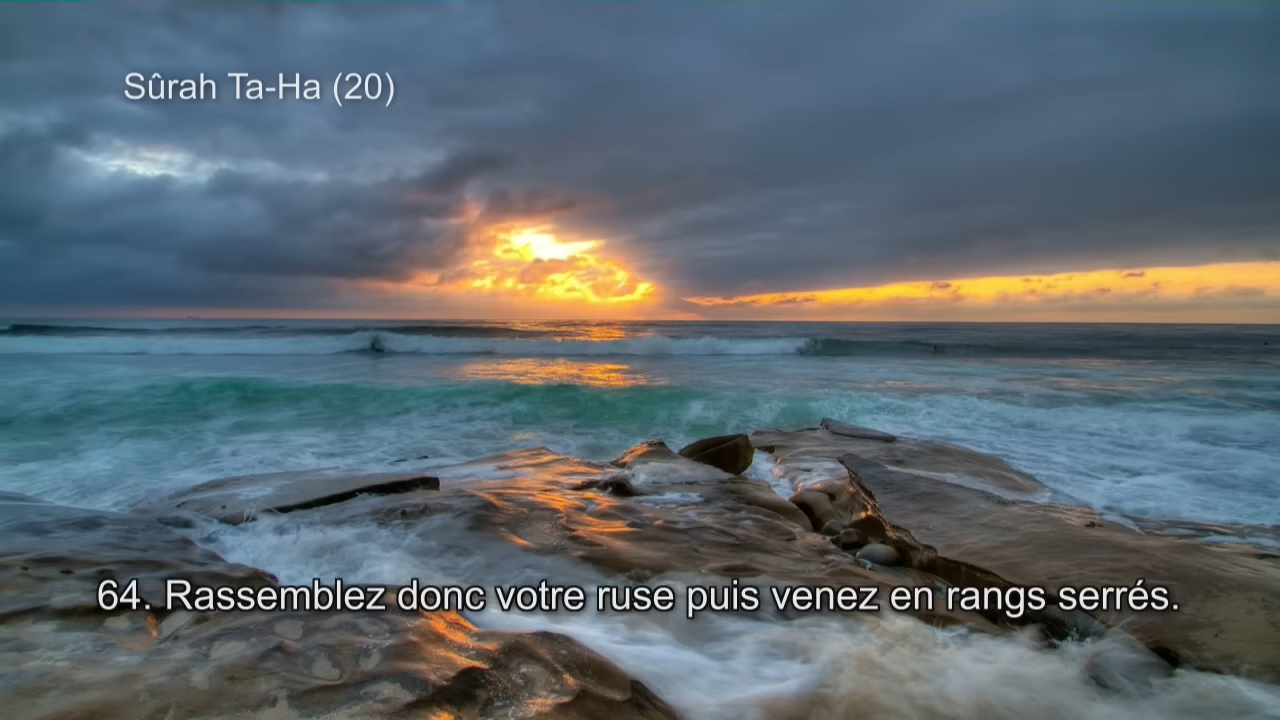 Sûrah Ta-Ha (20)
64. Rassemblez donc votre ruse puis venez en rangs serrés.